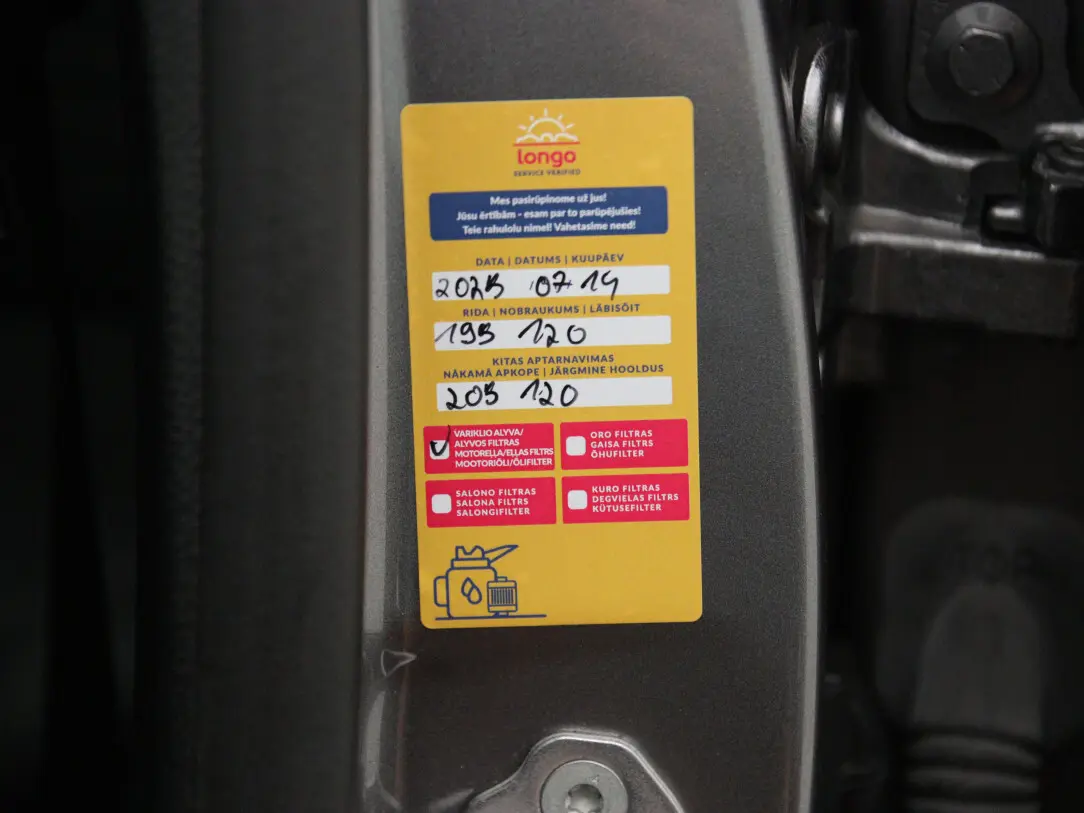 longo
SERVICE VERIFIED
Mes pasirūpinome už jus!
Jūsu ērtībām - esam par to parūpējušies!
Teie rahulolu nimel! Vahetasime need!
DATA | DATUMS | KUUPÄEV
2025 07 14
RIDA | NOBRAUKUMS | LÄBISÕIT
195 120
KITAS APTARNAVIMAS
NĀKAMĀ APKOPE | JÄRGMINE HOOLDUS
205 120
VARIKLIO ALYVA/
ALYVOS FILTRAS
MOTOREĻĻA/EĻĻAS FILTRS
MOOTORIÕLI/ÕLIFILTER
ORO FILTRAS
GAISA FILTRS
ÕHUFILTER
SALONO FILTRAS
SALONA FILTRS
SALONGIFILTER
KURO FILTRAS
DEGVIELAS FILTRS
KÜTUSEFILTER